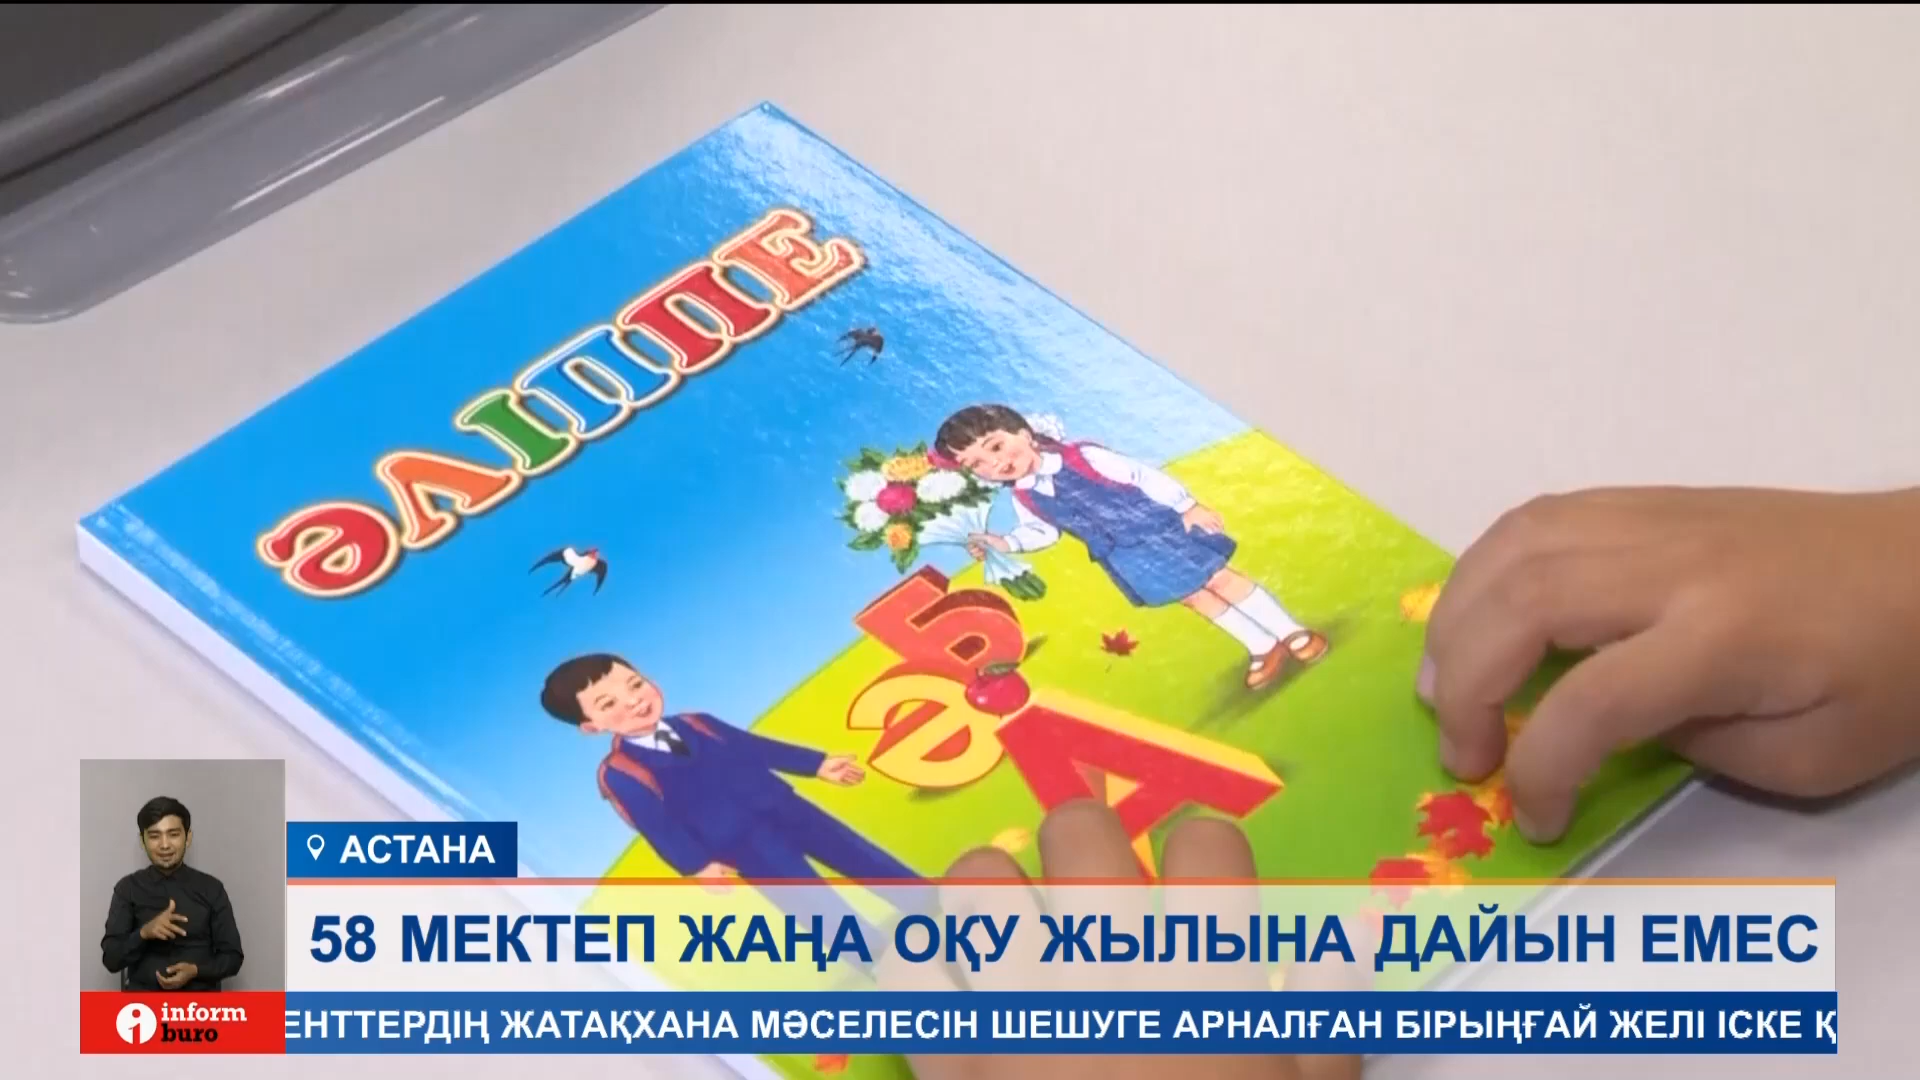 ӘЛІППЕ
Б
Ә
А
АСТАНА
58 МЕКТЕП ЖАҢА ОҚУ ЖЫЛЫНА ДАЙЫН ЕМЕС
inform
buro
ЕНТТЕРДІҢ ЖАТАҚХАНА МӘСЕЛЕСІН ШЕШУГЕ АРНАЛҒАН БІРЫҢҒАЙ ЖЕЛІ ІСКЕ Қ